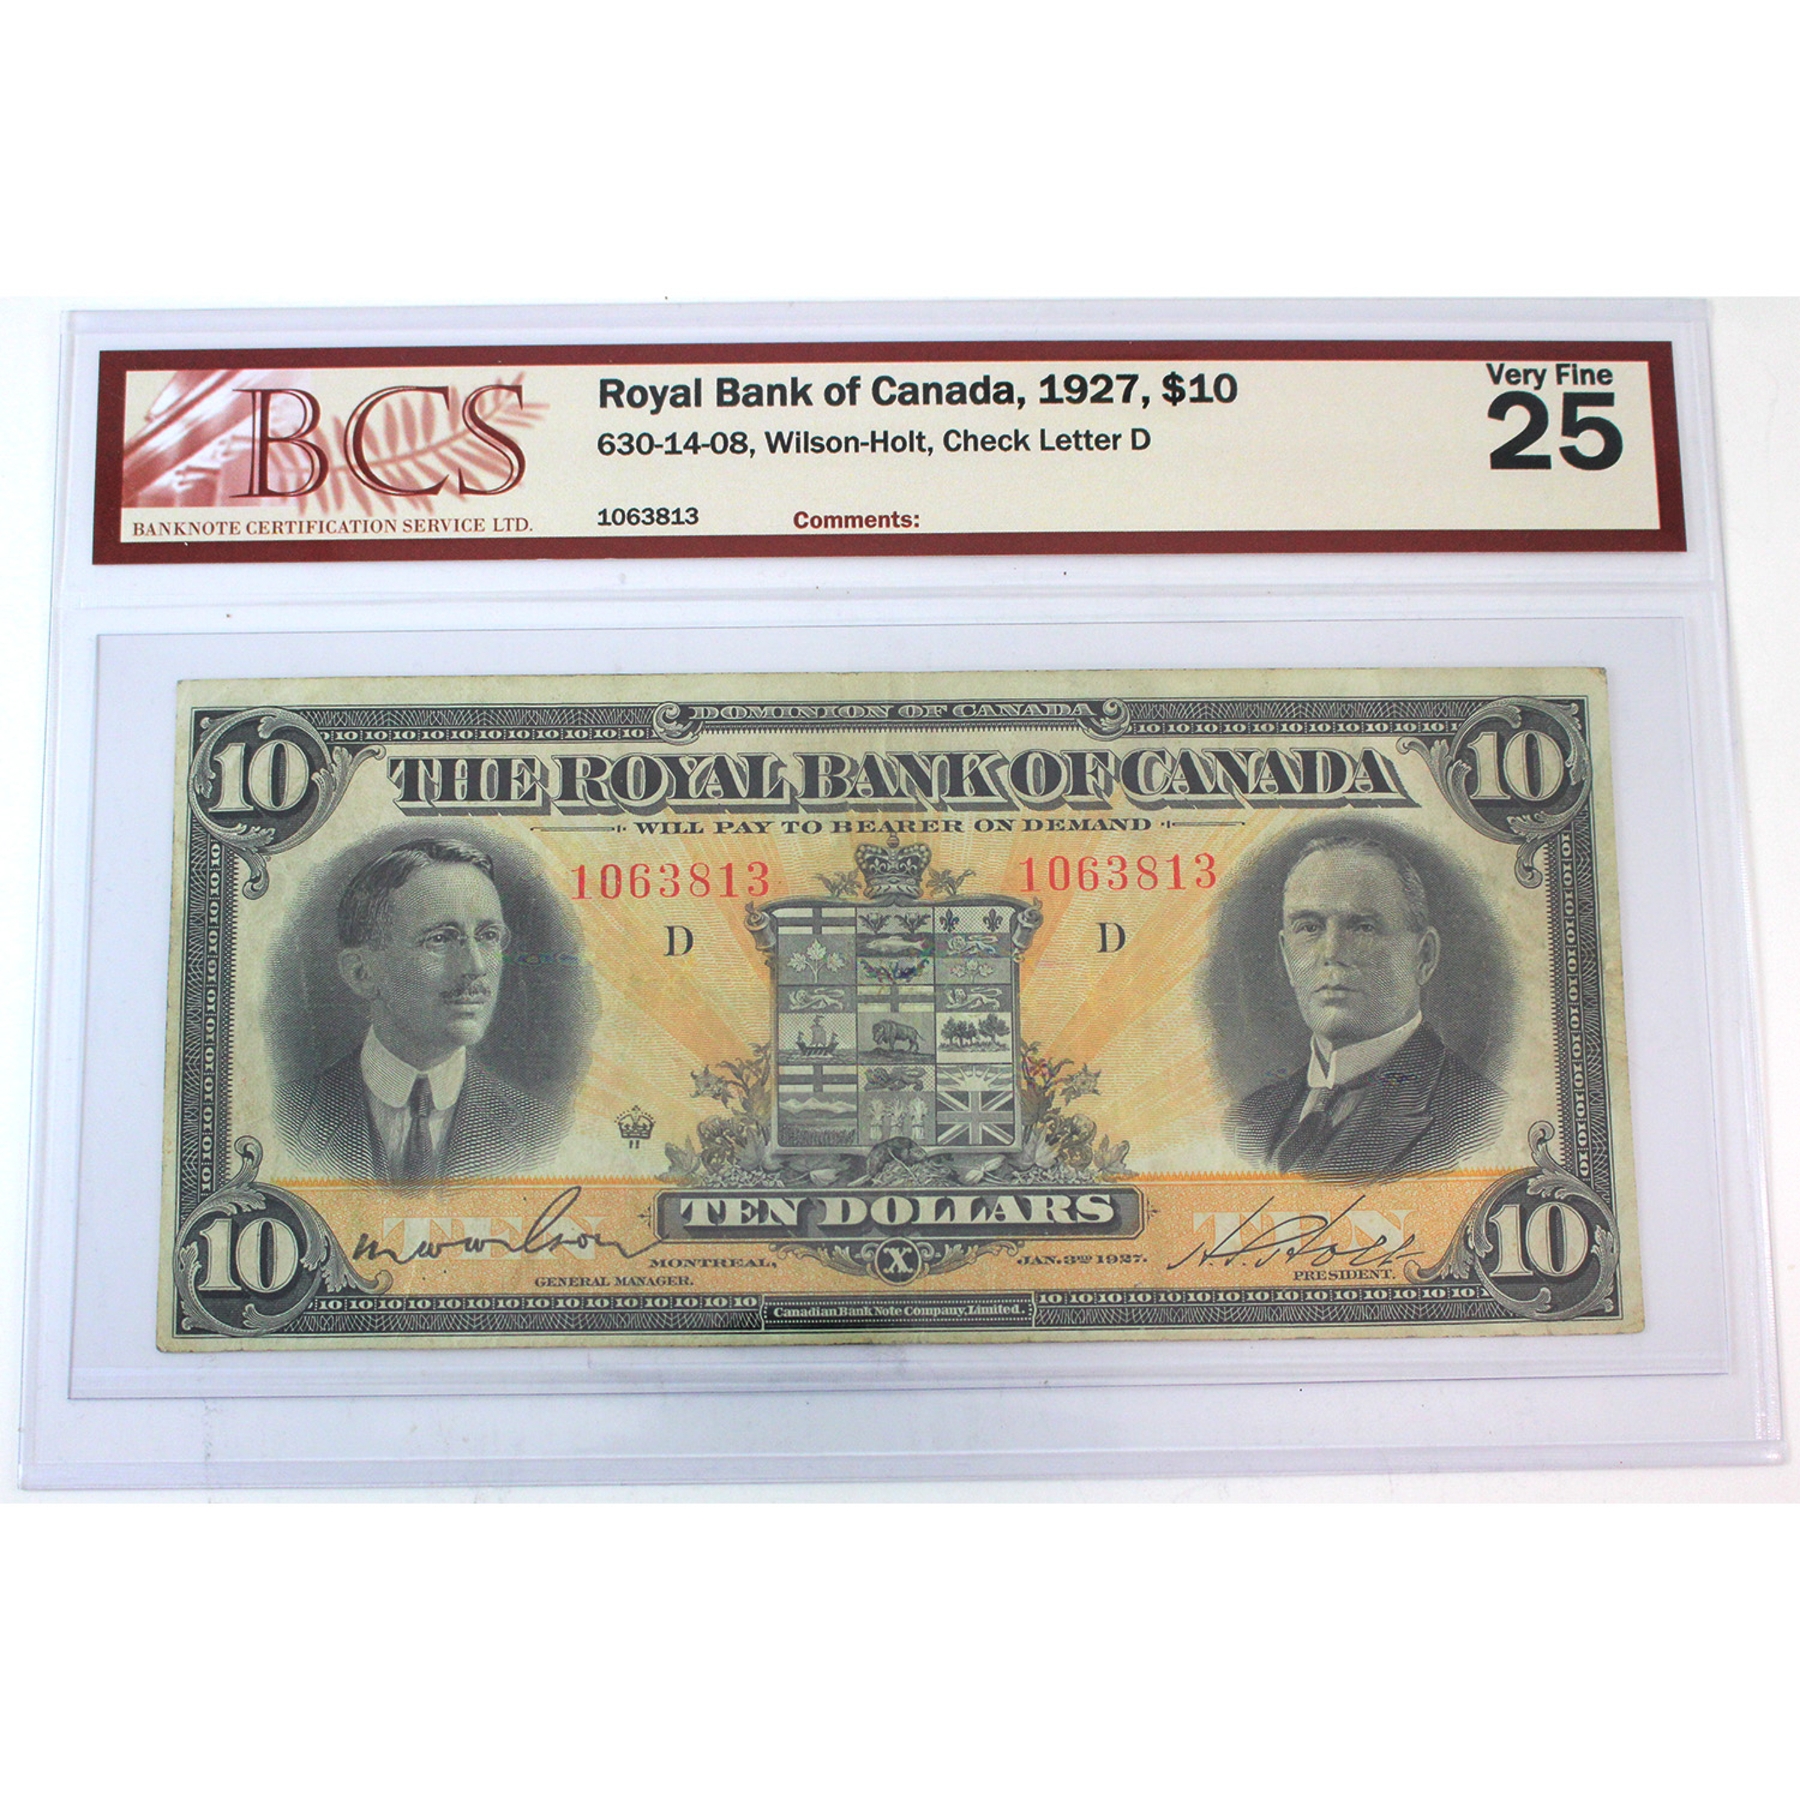 BCS
BANKNOTE CERTIFICATION SERVICE LTD.
Royal Bank of Canada, 1927, $10
630-14-08, Wilson-Holt, Check Letter D
1063813 Comments:
Very Fine
25
DOMINION OF CANADA
10 10
THE ROYAL BANK OF CANADA
WILL PAY TO BEARER ON DEMAND
1063813 1063813
D D
II
TEN DOLLARS
TEN TEN
M W Wilson
H. S. Holt
MONTREAL, JAN. 3RD 1927.
GENERAL MANAGER. PRESIDENT.
X
10 10
Canadian Bank Note Company, Limited.